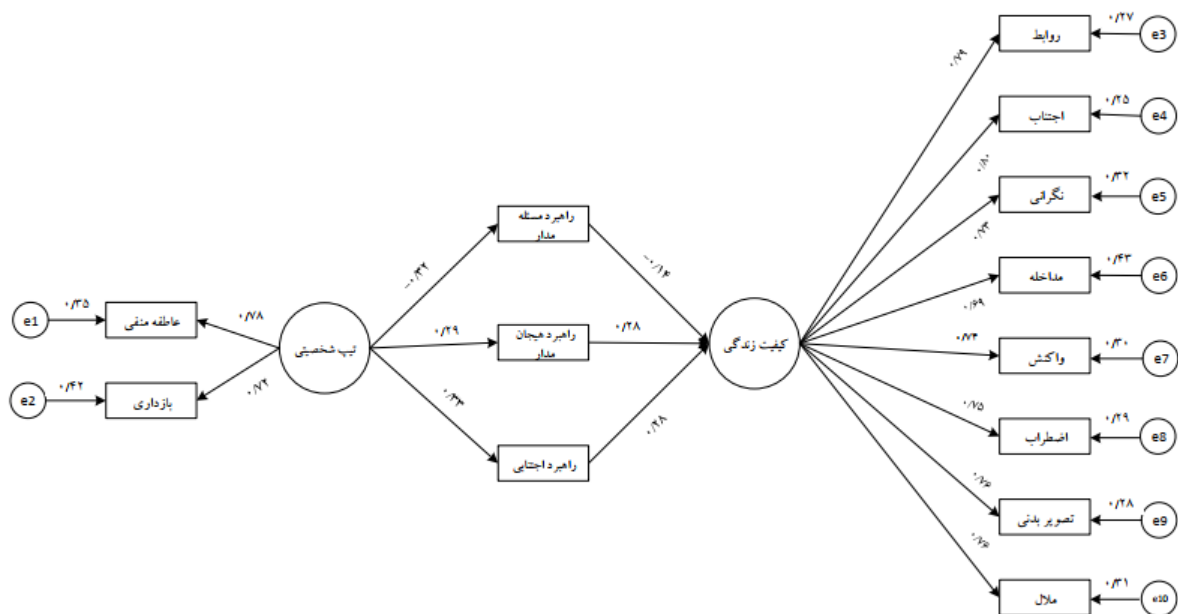 روابط
۰/۲۷
e3
۰/۷۹
اجتناب
۰/۲۵
e4
۰/۸۰
نگرانی
۰/۳۲
e5
۰/۷۳
مداخله
۰/۴۳
e6
۰/۶۹
واکنش
۰/۳۰
e7
۰/۷۴
اضطراب
۰/۲۹
e8
۰/۷۵
تصویر بدنی
۰/۲۸
e9
۰/۷۶
ملال
۰/۳۱
e10
۰/۷۶
کیفیت زندگی
راهبرد مسئله
مدار
-۰/۳۲
-۰/۱۴
راهبرد هیجان
مدار
۰/۲۹
۰/۲۸
راهبرد اجتنابی
۰/۳۳
۰/۲۸
تیپ شخصیتی
عاطفه منفی
۰/۷۸
۰/۳۵
e1
بازداری
۰/۷۲
۰/۴۲
e2